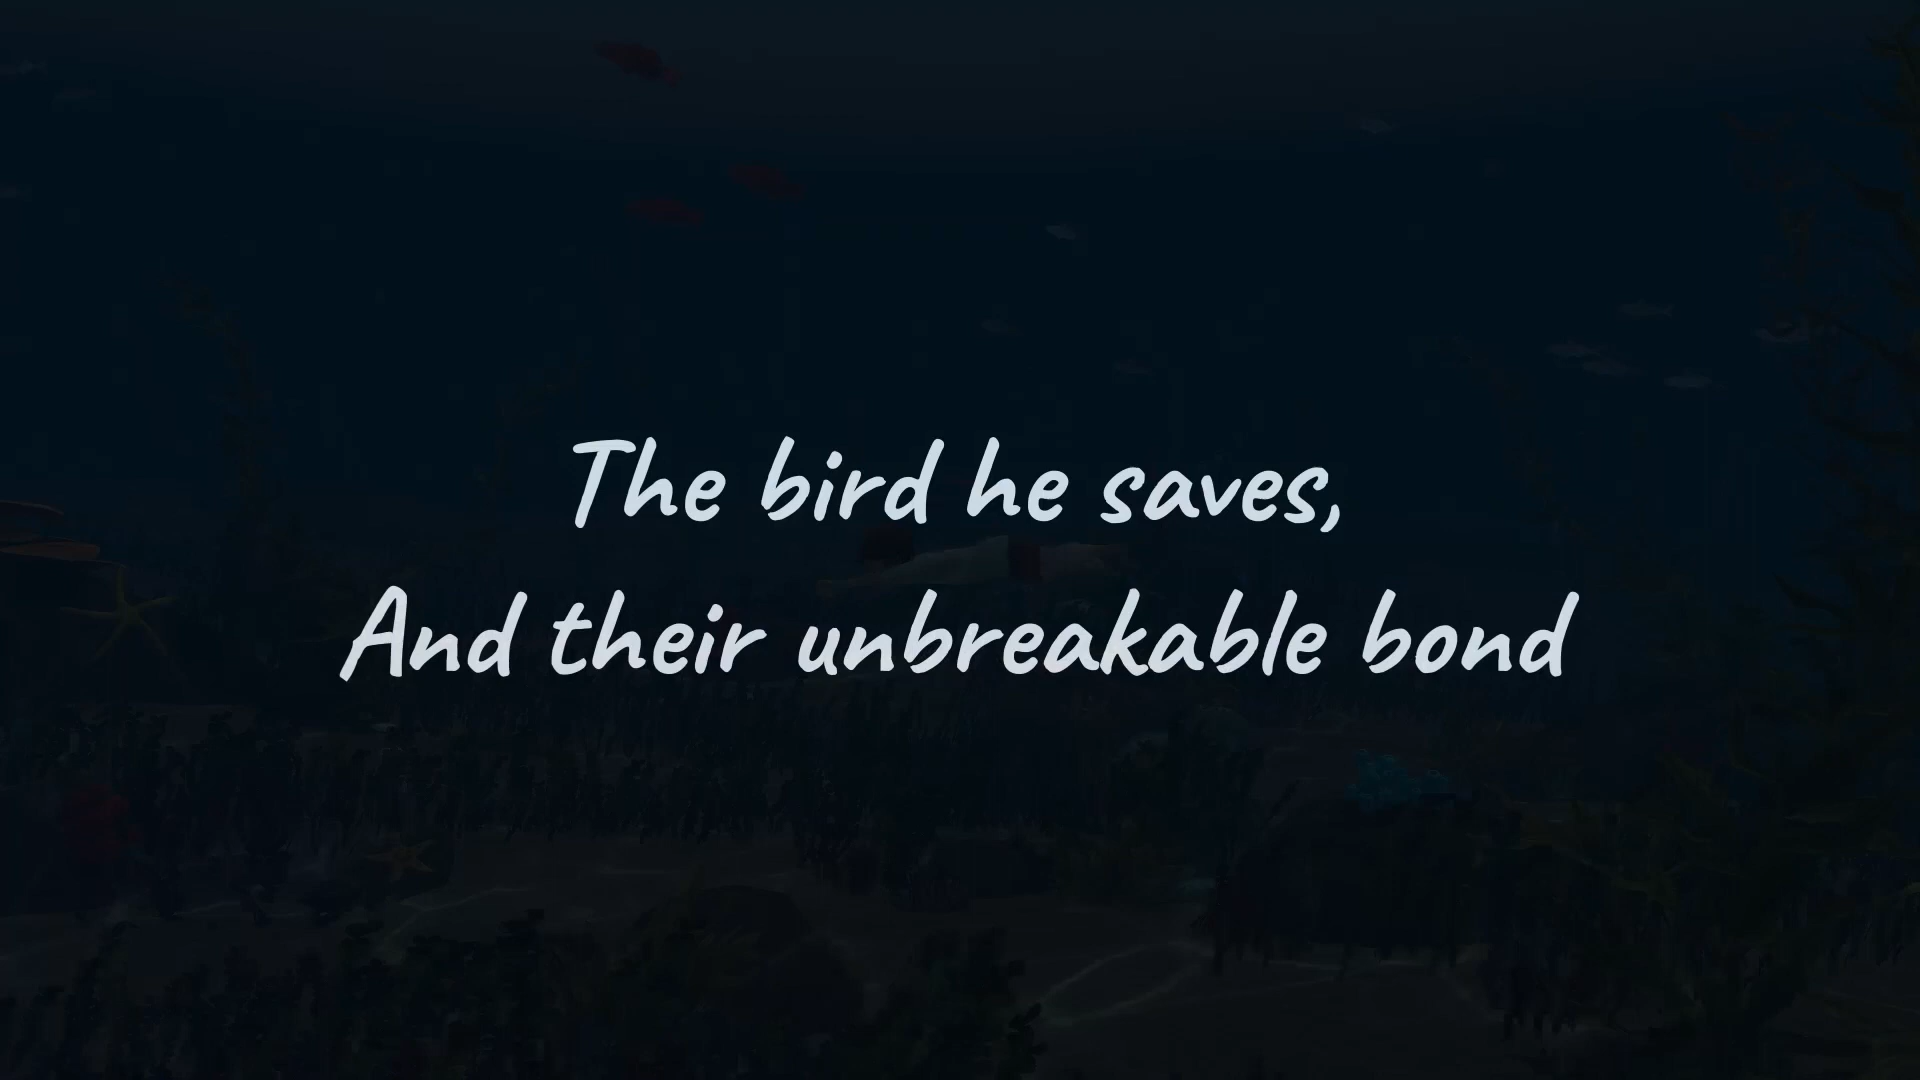 The bird he saves,
And their unbreakable bond